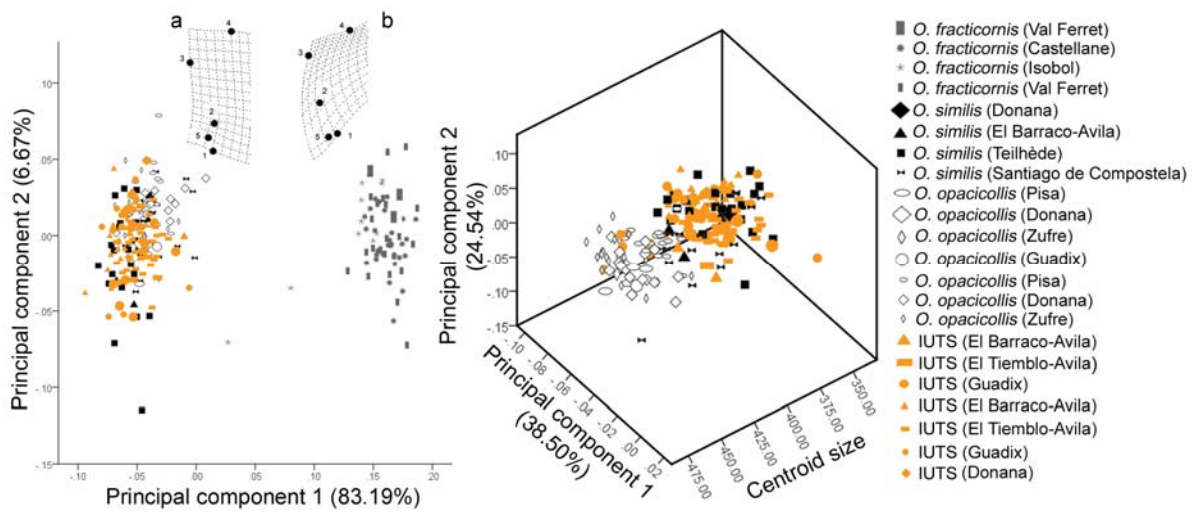 a
b
4
3
2
5
1
4
3
2
5
1
Principal component 2 (6.67%)
.10
.05
.00
-.05
-.10
-.15
-.10
-.05
.00
.05
.10
.15
.20
Principal component 1 (83.19%)
Principal component 2
(24.54%)
.10
.05
.00
-.05
-.10
-.15
-.10
-.08
-.06
-.04
-.02
.00
.02
Principal component 1
(38.50%)
475.00
450.00
425.00
400.00
375.00
350.00
Centroid size
O. fracticornis (Val Ferret)
O. fracticornis (Castellane)
O. fracticornis (Isobol)
O. fracticornis (Val Ferret)
O. similis (Donana)
O. similis (El Barraco-Avila)
O. similis (Teilhède)
O. similis (Santiago de Compostela)
O. opacicollis (Pisa)
O. opacicollis (Donana)
O. opacicollis (Zufre)
O. opacicollis (Guadix)
O. opacicollis (Pisa)
O. opacicollis (Donana)
O. opacicollis (Zufre)
IUTS (El Barraco-Avila)
IUTS (El Tiemblo-Avila)
IUTS (Guadix)
IUTS (El Barraco-Avila)
IUTS (El Tiemblo-Avila)
IUTS (Guadix)
IUTS (Donana)